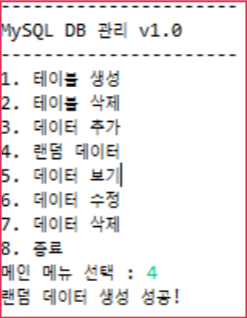 MySQL DB 관리 v1.0
1. 테이블 생성
2. 테이블 삭제
3. 데이터 추가
4. 랜덤 데이터
5. 데이터 보기
6. 데이터 수정
7. 데이터 삭제
8. 종료
메인 메뉴 선택 : 4
랜덤 데이터 생성 성공!